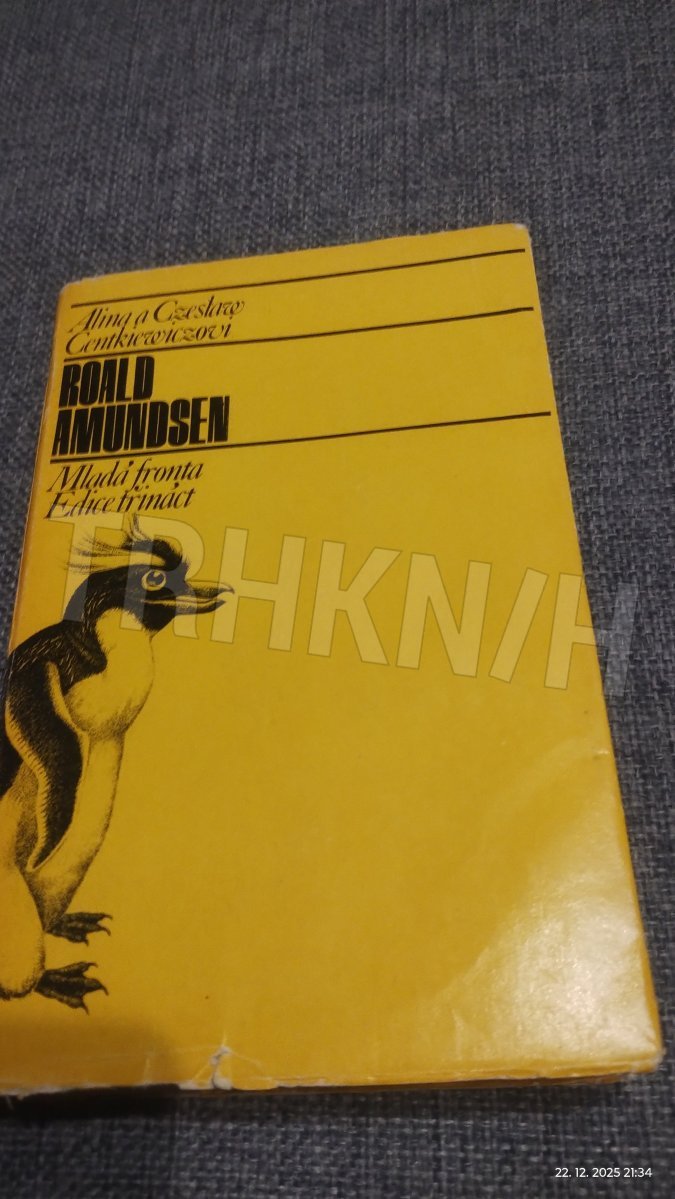 Alina a Czesław
Centkiewiczovi
ROALD
AMUNDSEN
Mladá fronta
Edice třináct
TRHKNIH
22. 12. 2025 21:34